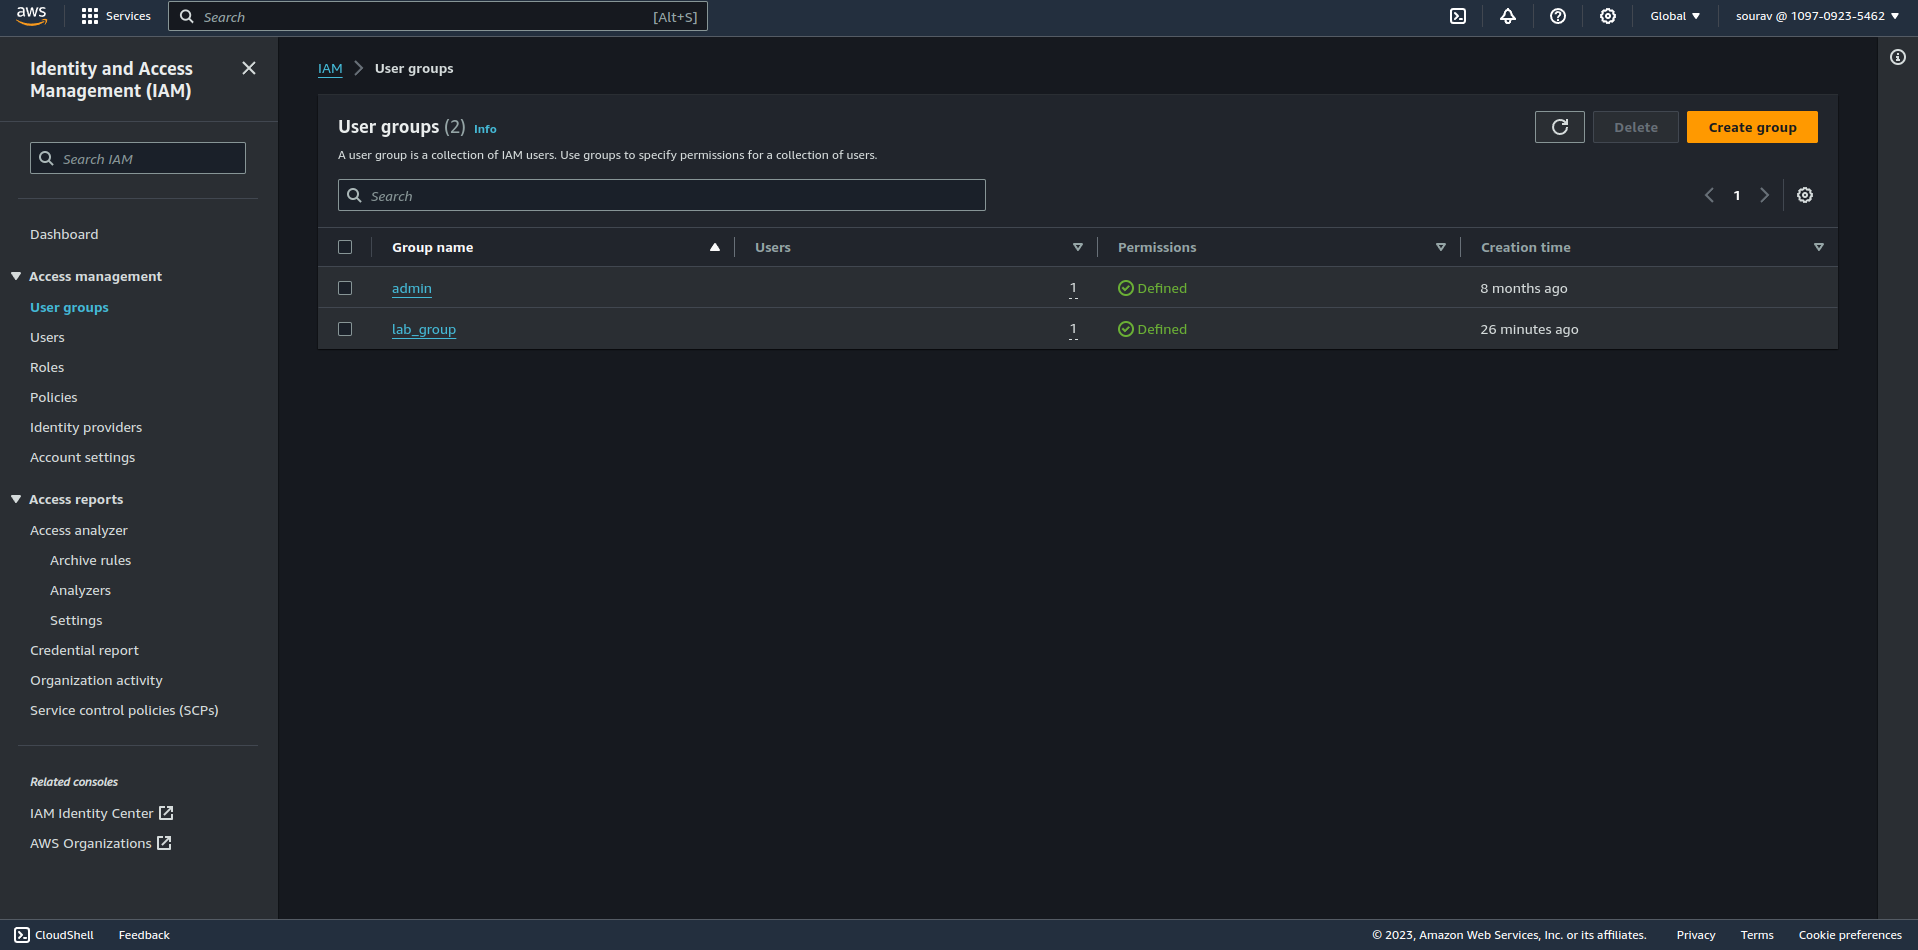 aws Services Search [Alt+S] Global sourav @ 1097-0923-5462
Identity and Access
Management (IAM)
Search IAM
Dashboard
Access management
User groups
Users
Roles
Policies
Identity providers
Account settings
Access reports
Access analyzer
Archive rules
Analyzers
Settings
Credential report
Organization activity
Service control policies (SCPs)
Related consoles
IAM Identity Center
AWS Organizations
IAM User groups
User groups (2) Info
Delete Create group
A user group is a collection of IAM users. Use groups to specify permissions for a collection of users.
Search
1
Group name Users Permissions Creation time
admin 1 Defined 8 months ago
lab_group 1 Defined 26 minutes ago
CloudShell Feedback © 2023, Amazon Web Services, Inc. or its affiliates. Privacy Terms Cookie preferences